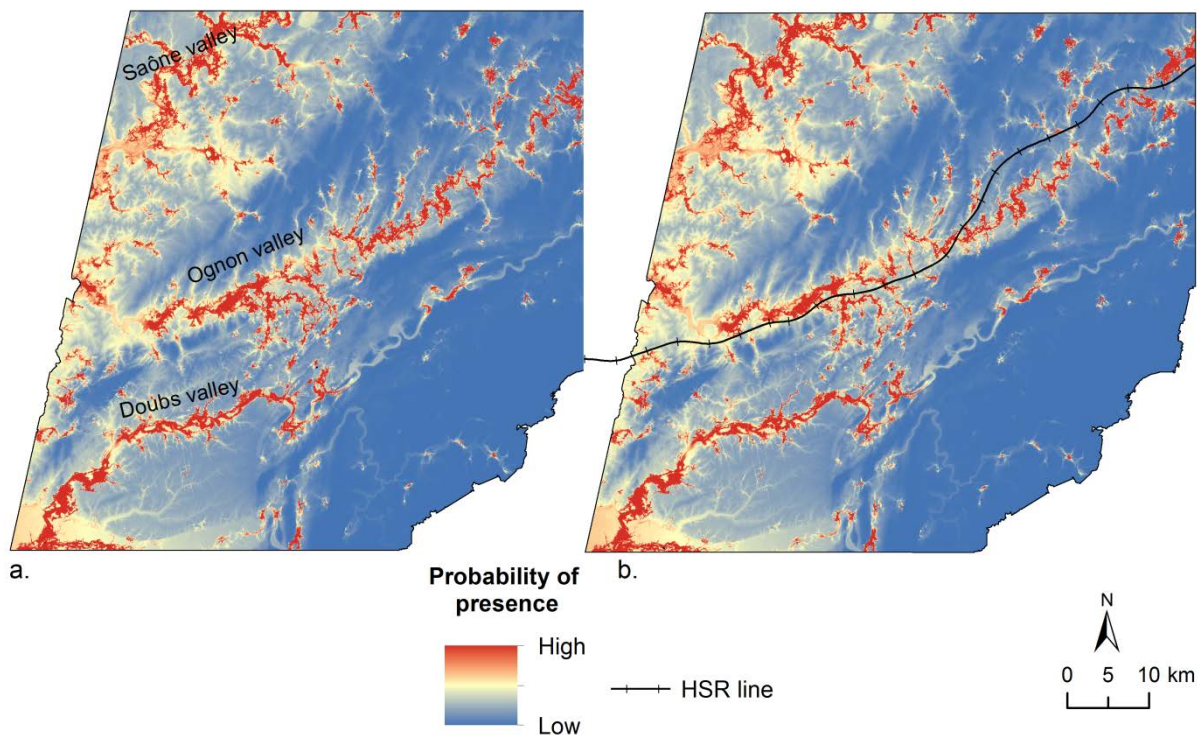 Saône valley
Ognon valley
Doubs valley
a.
b.
Probability of
presence
High
Low
HSR line
N
0 5 10 km